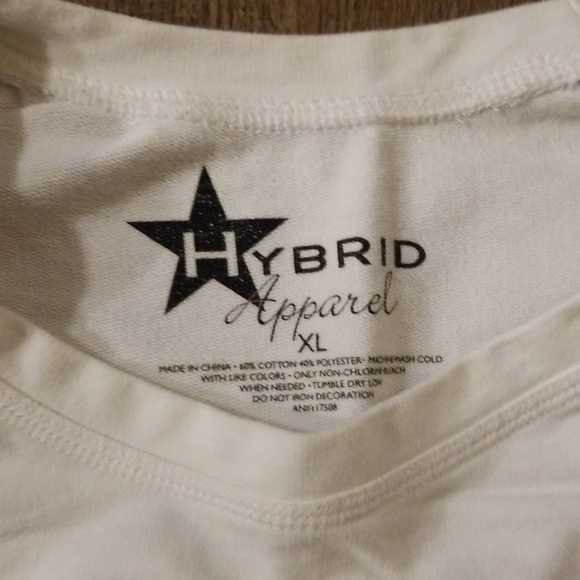 HYBRID
Apparel
XL
MADE IN CHINA • 60% COTTON 40% POLYESTER • MACHINE WASH COLD
WITH LIKE COLORS • ONLY NON-CHLORINE BLEACH
WHEN NEEDED • TUMBLE DRY LOW
DO NOT IRON DECORATION